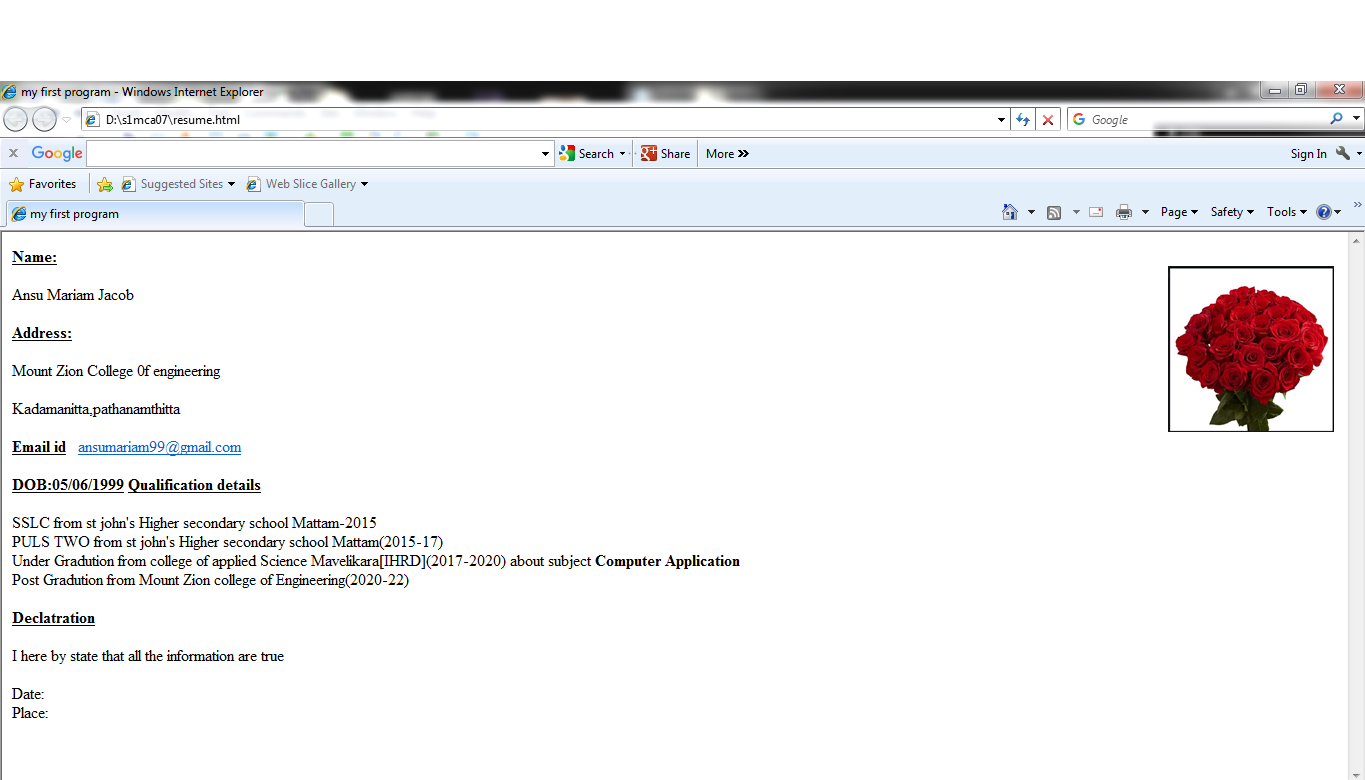 my first program - Windows Internet Explorer
D:\s1mca07\resume.html
Google
x Google Search Share More Sign In
Favorites Suggested Sites Web Slice Gallery
my first program Page Safety Tools
Name:
Ansu Mariam Jacob
Address:
Mount Zion College 0f engineering
Kadamanitta,pathanamthitta
Email id ansumariam99@gmail.com
DOB:05/06/1999 Qualification details
SSLC from st john's Higher secondary school Mattam-2015
PULS TWO from st john's Higher secondary school Mattam(2015-17)
Under Gradution from college of applied Science Mavelikara[IHRD](2017-2020) about subject Computer Application
Post Gradution from Mount Zion college of Engineering(2020-22)
Declatration
I here by state that all the information are true
Date:
Place: